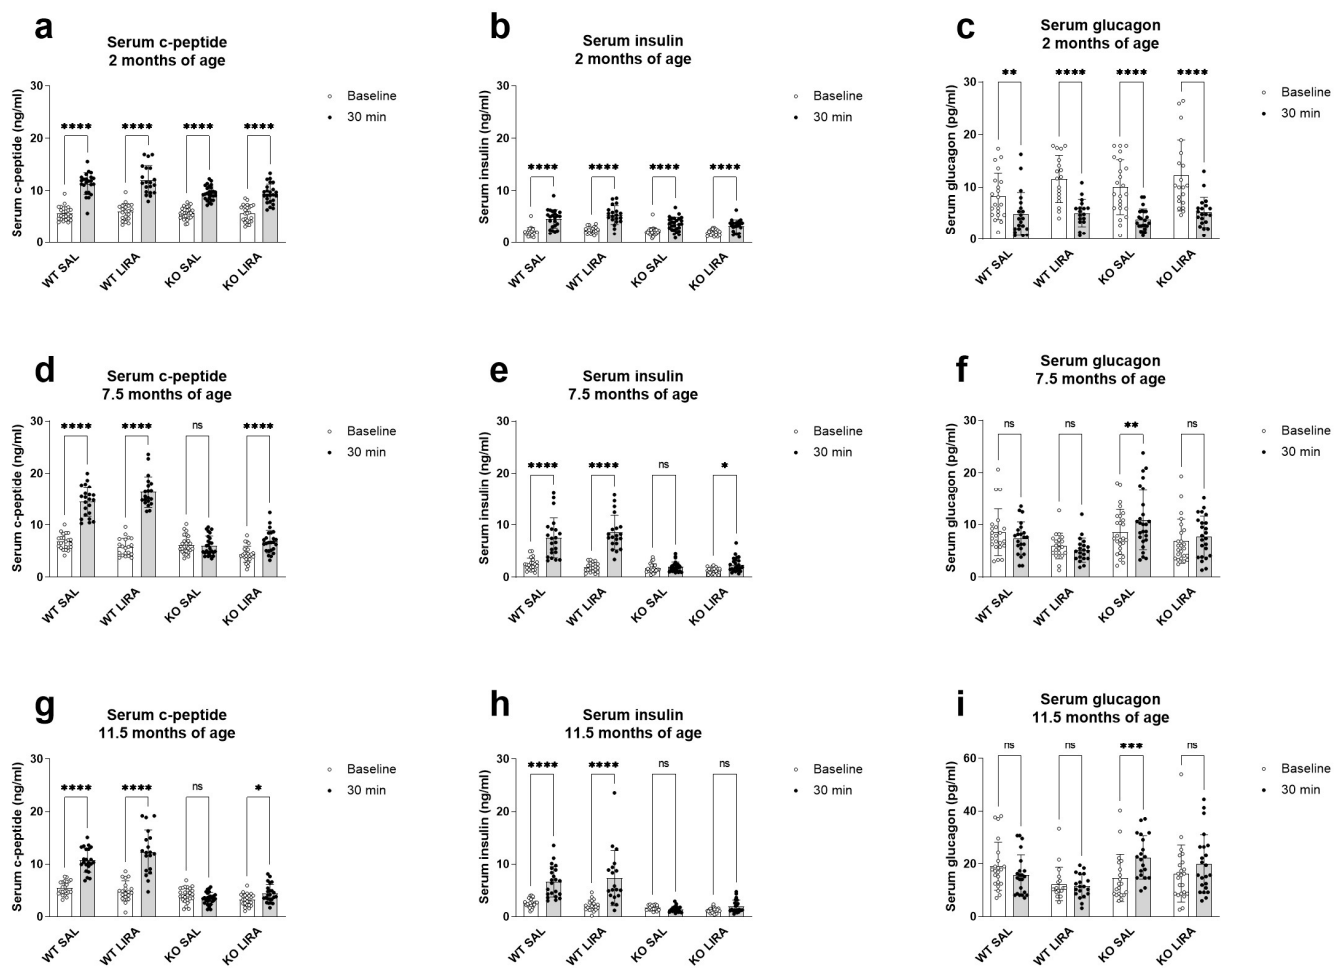 a
Serum c-peptide
2 months of age
Serum c-peptide (ng/ml)
30
20
10
0
**** **** **** ****
WT SAL
WT LIRA
KO SAL
KO LIRA
Baseline
30 min
b
Serum insulin
2 months of age
Serum insulin (ng/ml)
30
20
10
0
**** **** **** ****
WT SAL
WT LIRA
KO SAL
KO LIRA
Baseline
30 min
c
Serum glucagon
2 months of age
Serum glucagon (pg/ml)
30
20
10
0
** **** **** ****
WT SAL
WT LIRA
KO SAL
KO LIRA
Baseline
30 min
d
Serum c-peptide
7.5 months of age
Serum c-peptide (ng/ml)
30
20
10
0
**** **** ns ****
WT SAL
WT LIRA
KO SAL
KO LIRA
Baseline
30 min
e
Serum insulin
7.5 months of age
Serum insulin (ng/ml)
30
20
10
0
**** **** ns *
WT SAL
WT LIRA
KO SAL
KO LIRA
Baseline
30 min
f
Serum glucagon
7.5 months of age
Serum glucagon (pg/ml)
30
20
10
0
ns ns ** ns
WT SAL
WT LIRA
KO SAL
KO LIRA
Baseline
30 min
g
Serum c-peptide
11.5 months of age
Serum c-peptide (ng/ml)
30
20
10
0
**** **** ns *
WT SAL
WT LIRA
KO SAL
KO LIRA
Baseline
30 min
h
Serum insulin
11.5 months of age
Serum insulin (ng/ml)
30
20
10
0
**** **** ns ns
WT SAL
WT LIRA
KO SAL
KO LIRA
Baseline
30 min
i
Serum glucagon
11.5 months of age
Serum glucagon (pg/ml)
60
40
20
0
ns ns *** ns
WT SAL
WT LIRA
KO SAL
KO LIRA
Baseline
30 min